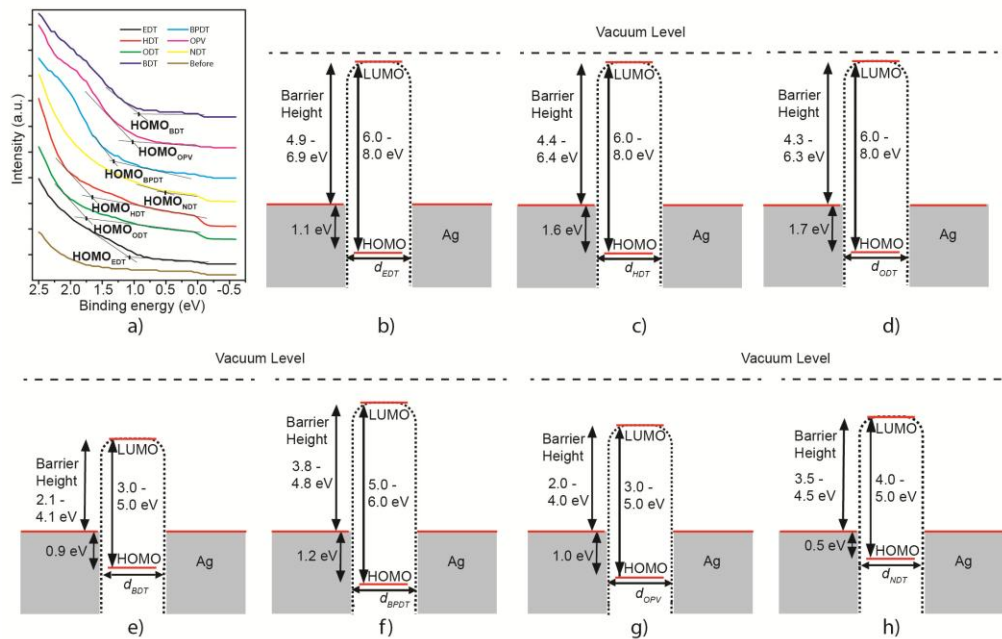 EDT
HDT
ODT
BDT
BPDT
OPV
NDT
Before
Intensity (a.u.)
HOMO_BDT
HOMO_OPV
HOMO_BPDT
HOMO_NDT
HOMO_HDT
HOMO_ODT
HOMO_EDT
2.5 2.0 1.5 1.0 0.5 0.0 -0.5
Binding energy (eV)
a)
Vacuum Level
LUMO
Barrier
Height
4.9 -
6.9 eV
6.0 -
8.0 eV
1.1 eV
HOMO
Ag
d_EDT
b)
LUMO
Barrier
Height
4.4 -
6.4 eV
6.0 -
8.0 eV
1.6 eV
HOMO
Ag
d_HDT
c)
LUMO
Barrier
Height
4.3 -
6.3 eV
6.0 -
8.0 eV
1.7 eV
HOMO
Ag
d_ODT
d)
Vacuum Level
LUMO
Barrier
Height
2.1 -
4.1 eV
3.0 -
5.0 eV
0.9 eV
HOMO
Ag
d_BDT
e)
LUMO
Barrier
Height
3.8 -
4.8 eV
5.0 -
6.0 eV
1.2 eV
HOMO
Ag
d_BPDT
f)
Vacuum Level
LUMO
Barrier
Height
2.0 -
4.0 eV
3.0 -
5.0 eV
1.0 eV
HOMO
Ag
d_OPV
g)
LUMO
Barrier
Height
3.5 -
4.5 eV
4.0 -
5.0 eV
0.5 eV
HOMO
Ag
d_NDT
h)